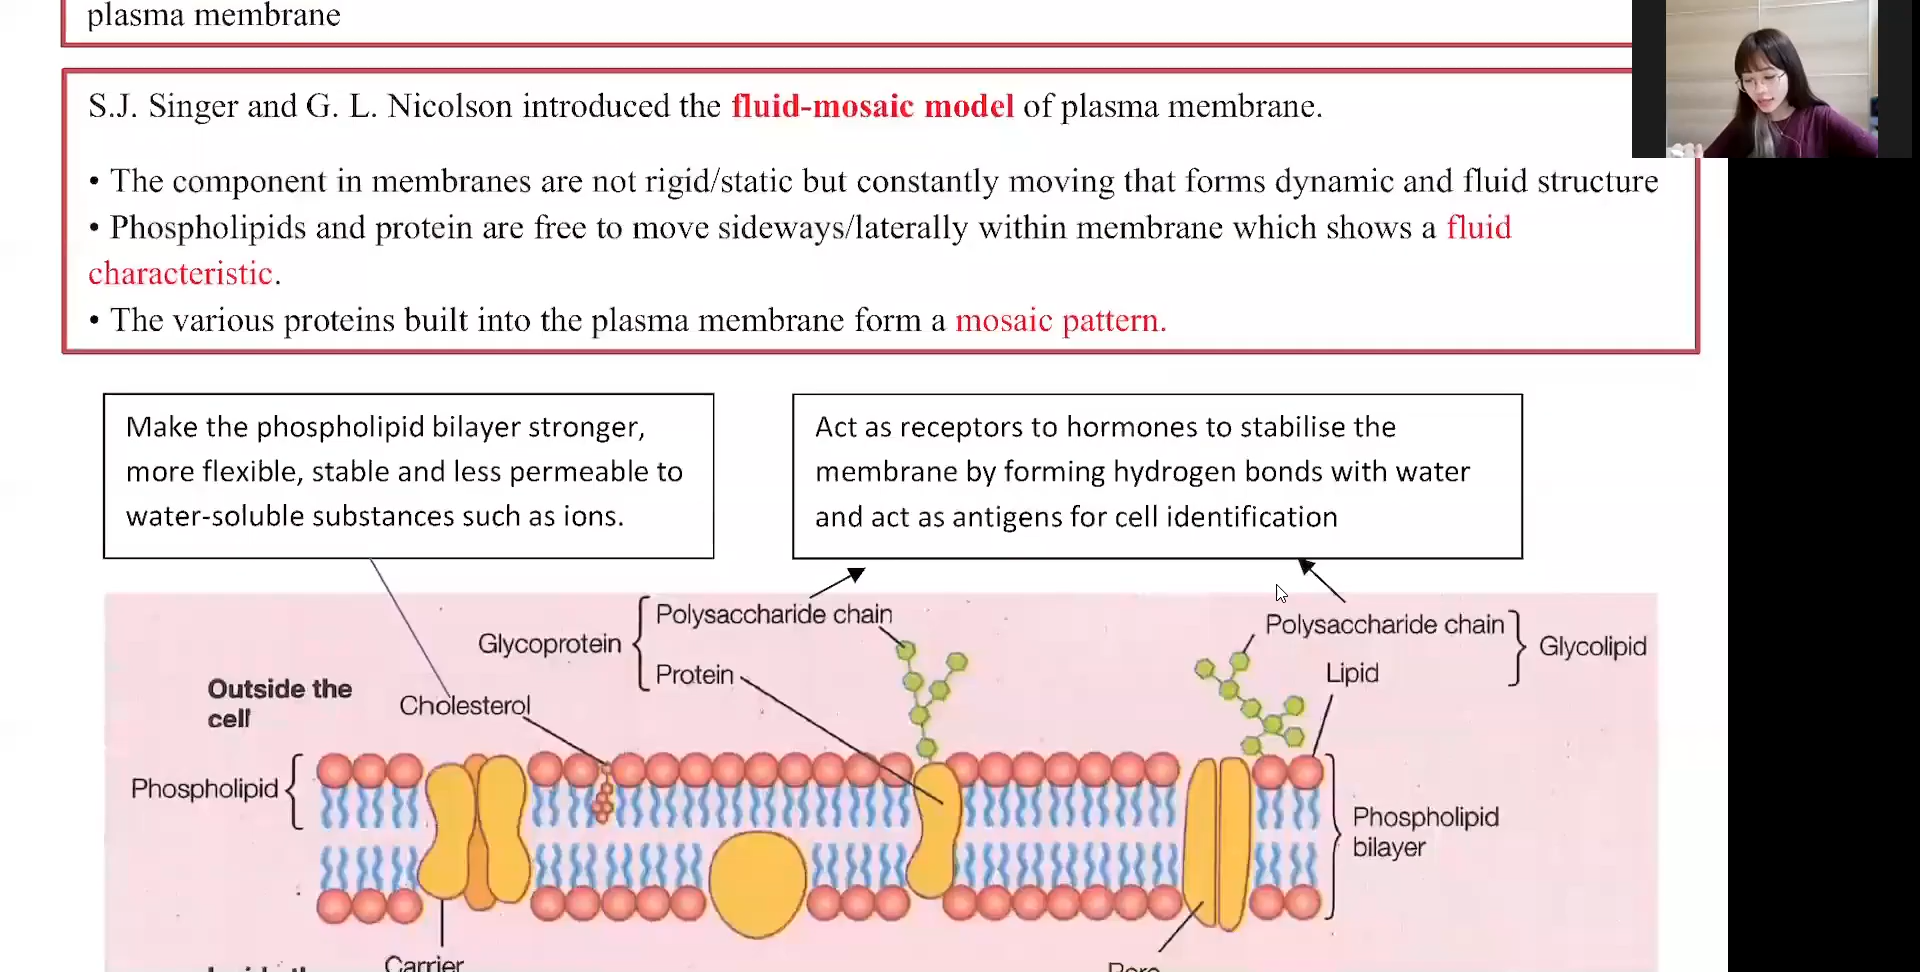 plasma membrane
S.J. Singer and G. L. Nicolson introduced the fluid-mosaic model of plasma membrane.
• The component in membranes are not rigid/static but constantly moving that forms dynamic and fluid structure
• Phospholipids and protein are free to move sideways/laterally within membrane which shows a fluid
characteristic.
• The various proteins built into the plasma membrane form a mosaic pattern.
Make the phospholipid bilayer stronger,
more flexible, stable and less permeable to
water-soluble substances such as ions.
Act as receptors to hormones to stabilise the
membrane by forming hydrogen bonds with water
and act as antigens for cell identification
Polysaccharide chain
Glycoprotein
Protein
Polysaccharide chain
Glycolipid
Lipid
Outside the
cell
Cholesterol
Phospholipid
Phospholipid
bilayer
Carrier